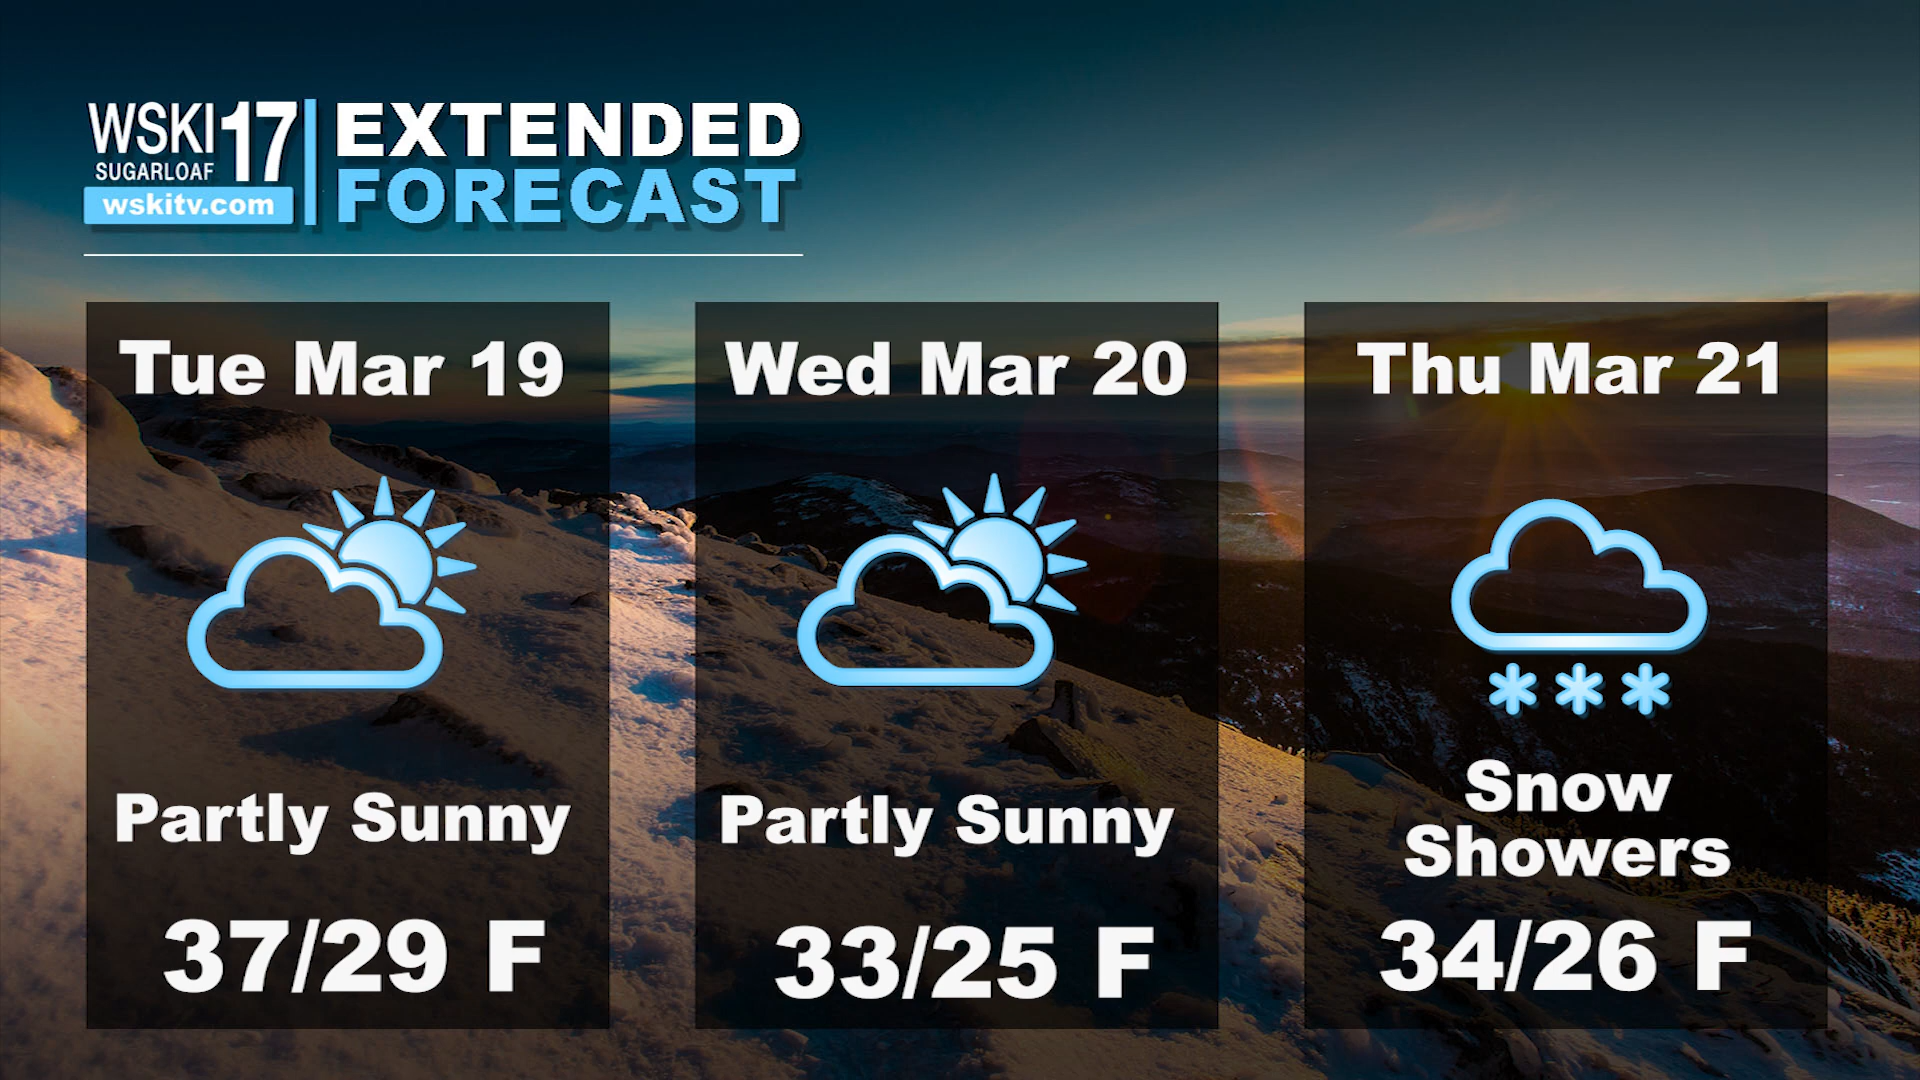 WSKI 17
SUGARLOAF
wskitv.com
EXTENDED
FORECAST
Tue Mar 19
Partly Sunny
37/29 F
Wed Mar 20
Partly Sunny
33/25 F
Thu Mar 21
Snow
Showers
34/26 F